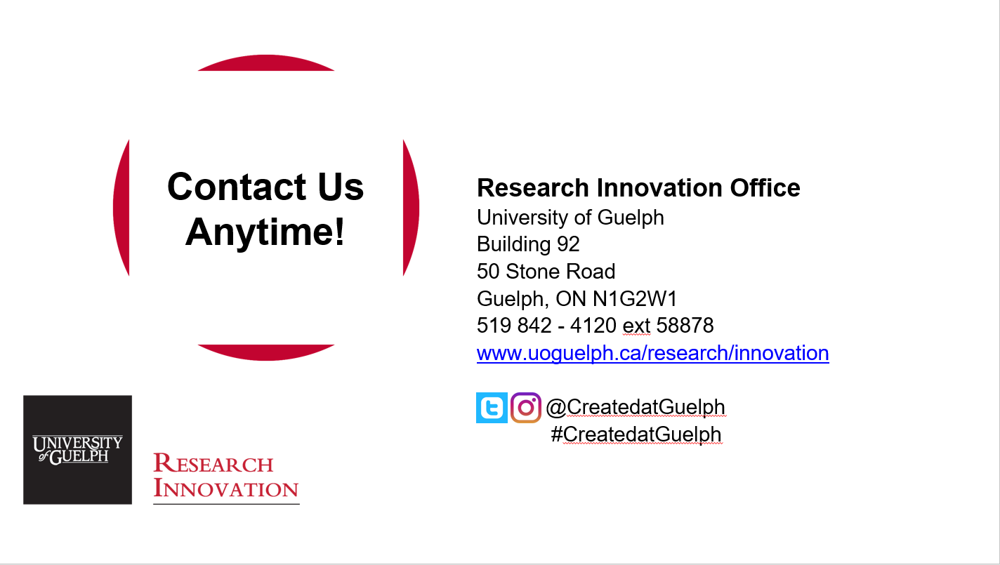 Contact Us
Anytime!
Research Innovation Office
University of Guelph
Building 92
50 Stone Road
Guelph, ON N1G2W1
519 842 - 4120 ext 58878
www.uoguelph.ca/research/innovation
@CreatedatGuelph
#CreatedatGuelph
UNIVERSITY
of GUELPH
RESEARCH
INNOVATION